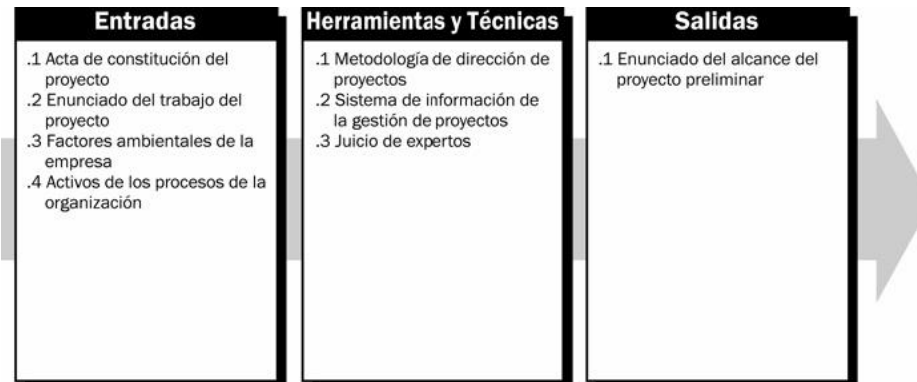 Entradas
.1 Acta de constitución del
proyecto
.2 Enunciado del trabajo del
proyecto
.3 Factores ambientales de la
empresa
.4 Activos de los procesos de la
organización
Herramientas y Técnicas
.1 Metodología de dirección de
proyectos
.2 Sistema de información de
la gestión de proyectos
.3 Juicio de expertos
Salidas
.1 Enunciado del alcance del
proyecto preliminar